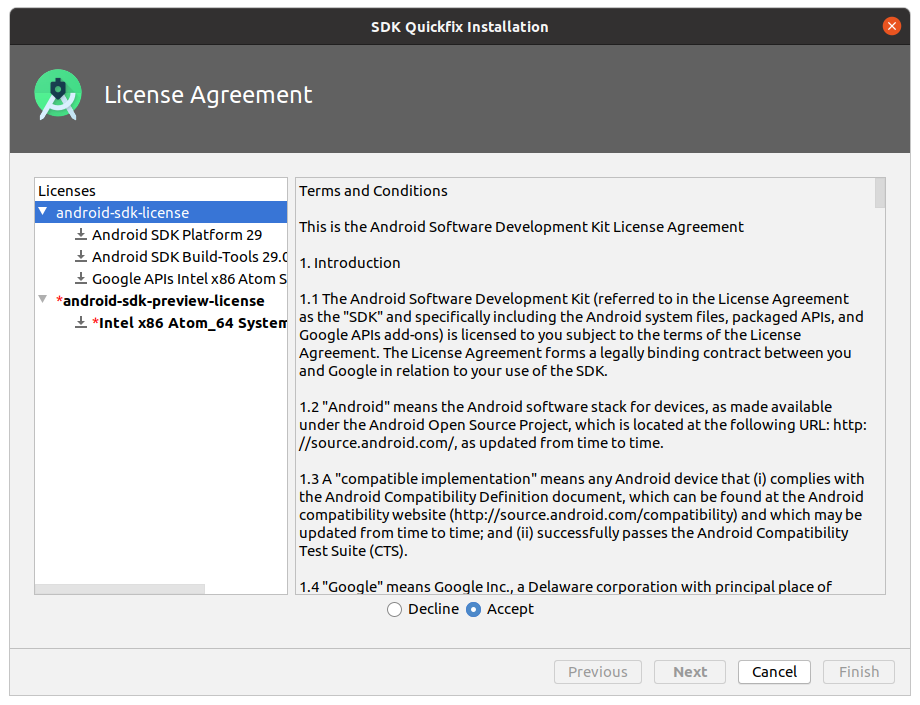 SDK Quickfix Installation
License Agreement
Licenses
android-sdk-license
Android SDK Platform 29
Android SDK Build-Tools 29.0
Google APIs Intel x86 Atom S
*android-sdk-preview-license
*Intel x86 Atom_64 System
Terms and Conditions
This is the Android Software Development Kit License Agreement
1. Introduction
1.1 The Android Software Development Kit (referred to in the License Agreement
as the "SDK" and specifically including the Android system files, packaged APIs, and
Google APIs add-ons) is licensed to you subject to the terms of the License
Agreement. The License Agreement forms a legally binding contract between you
and Google in relation to your use of the SDK.
1.2 "Android" means the Android software stack for devices, as made available
under the Android Open Source Project, which is located at the following URL: http:
//source.android.com/, as updated from time to time.
1.3 A "compatible implementation" means any Android device that (i) complies with
the Android Compatibility Definition document, which can be found at the Android
compatibility website (http://source.android.com/compatibility) and which may be
updated from time to time; and (ii) successfully passes the Android Compatibility
Test Suite (CTS).
1.4 "Google" means Google Inc., a Delaware corporation with principal place of
Decline Accept
Previous Next Cancel Finish